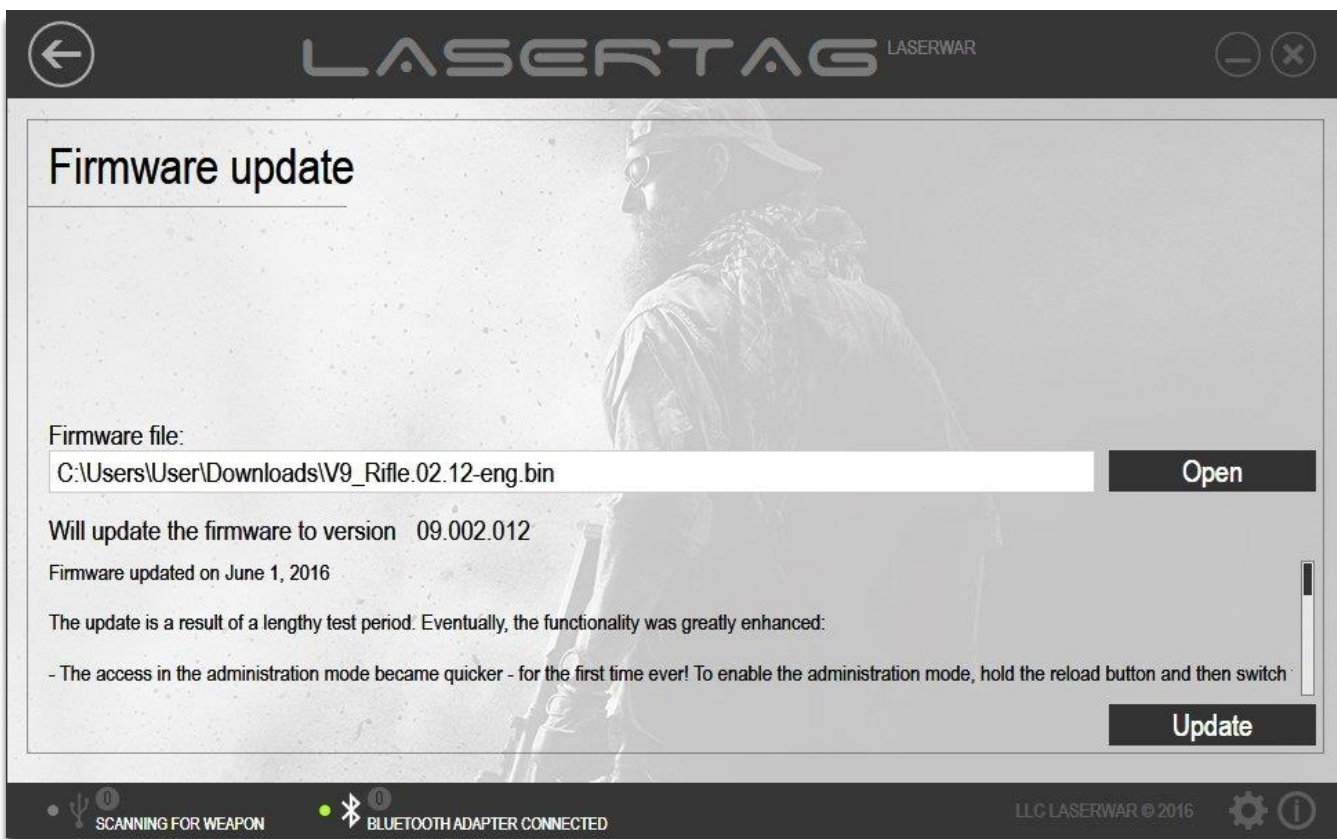 LASERTAG LASERWAR
Firmware update
Firmware file:
C:\Users\User\Downloads\V9_Rifle.02.12-eng.bin
Open
Will update the firmware to version 09.002.012
Firmware updated on June 1, 2016
The update is a result of a lengthy test period. Eventually, the functionality was greatly enhanced:
- The access in the administration mode became quicker - for the first time ever! To enable the administration mode, hold the reload button and then switch
Update
0
SCANNING FOR WEAPON
0
BLUETOOTH ADAPTER CONNECTED
LLC LASERWAR © 2016